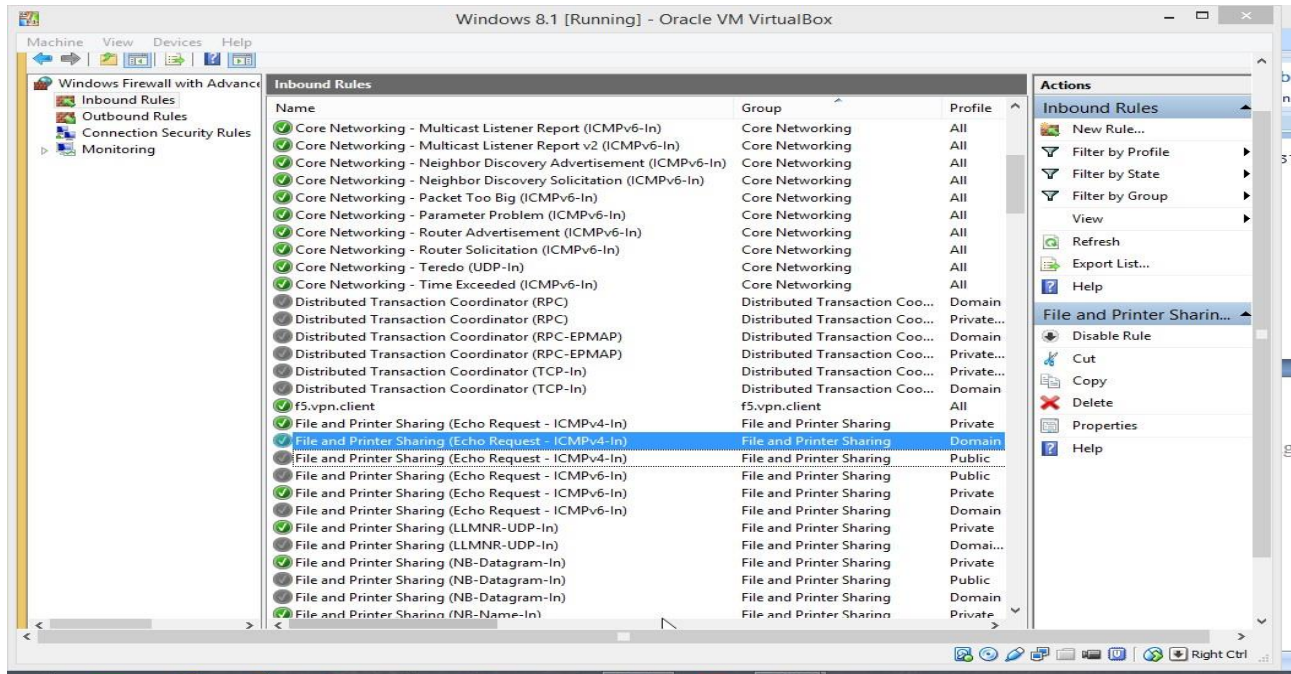 Windows 8.1 [Running] - Oracle VM VirtualBox
Machine View Devices Help
Windows Firewall with Advance
Inbound Rules
Outbound Rules
Connection Security Rules
Monitoring
Inbound Rules
Name Group Profile
Core Networking - Multicast Listener Report (ICMPv6-In) Core Networking All
Core Networking - Multicast Listener Report v2 (ICMPv6-In) Core Networking All
Core Networking - Neighbor Discovery Advertisement (ICMPv6-In) Core Networking All
Core Networking - Neighbor Discovery Solicitation (ICMPv6-In) Core Networking All
Core Networking - Packet Too Big (ICMPv6-In) Core Networking All
Core Networking - Parameter Problem (ICMPv6-In) Core Networking All
Core Networking - Router Advertisement (ICMPv6-In) Core Networking All
Core Networking - Router Solicitation (ICMPv6-In) Core Networking All
Core Networking - Teredo (UDP-In) Core Networking All
Core Networking - Time Exceeded (ICMPv6-In) Core Networking All
Distributed Transaction Coordinator (RPC) Distributed Transaction Coo... Domain
Distributed Transaction Coordinator (RPC) Distributed Transaction Coo... Private...
Distributed Transaction Coordinator (RPC-EPMAP) Distributed Transaction Coo... Domain
Distributed Transaction Coordinator (RPC-EPMAP) Distributed Transaction Coo... Private...
Distributed Transaction Coordinator (TCP-In) Distributed Transaction Coo... Private...
Distributed Transaction Coordinator (TCP-In) Distributed Transaction Coo... Domain
f5.vpn.client f5.vpn.client All
File and Printer Sharing (Echo Request - ICMPv4-In) File and Printer Sharing Private
File and Printer Sharing (Echo Request - ICMPv4-In) File and Printer Sharing Domain
File and Printer Sharing (Echo Request - ICMPv4-In) File and Printer Sharing Public
File and Printer Sharing (Echo Request - ICMPv6-In) File and Printer Sharing Public
File and Printer Sharing (Echo Request - ICMPv6-In) File and Printer Sharing Private
File and Printer Sharing (Echo Request - ICMPv6-In) File and Printer Sharing Domain
File and Printer Sharing (LLMNR-UDP-In) File and Printer Sharing Private
File and Printer Sharing (LLMNR-UDP-In) File and Printer Sharing Domai...
File and Printer Sharing (NB-Datagram-In) File and Printer Sharing Private
File and Printer Sharing (NB-Datagram-In) File and Printer Sharing Public
File and Printer Sharing (NB-Datagram-In) File and Printer Sharing Domain
File and Printer Sharing (NB-Name-In) File and Printer Sharing Private
Actions
Inbound Rules
New Rule...
Filter by Profile
Filter by State
Filter by Group
View
Refresh
Export List...
Help
File and Printer Sharin...
Disable Rule
Cut
Copy
Delete
Properties
Help
Right Ctrl